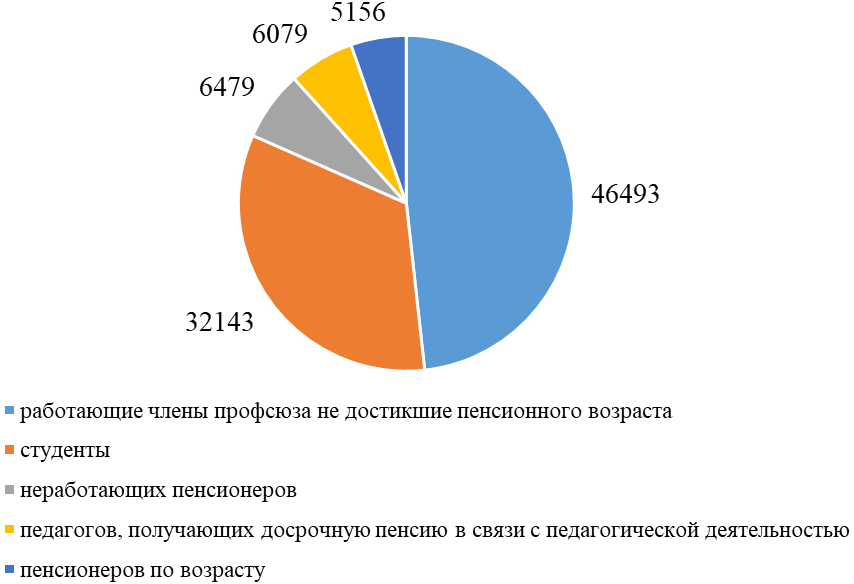 5156
6079
6479
46493
32143
работающие члены профсюза не достикшие пенсионного возраста
студенты
неработающих пенсионеров
педагогов, получающих досрочную пенсию в связи с педагогической деятельностью
пенсионеров по возрасту